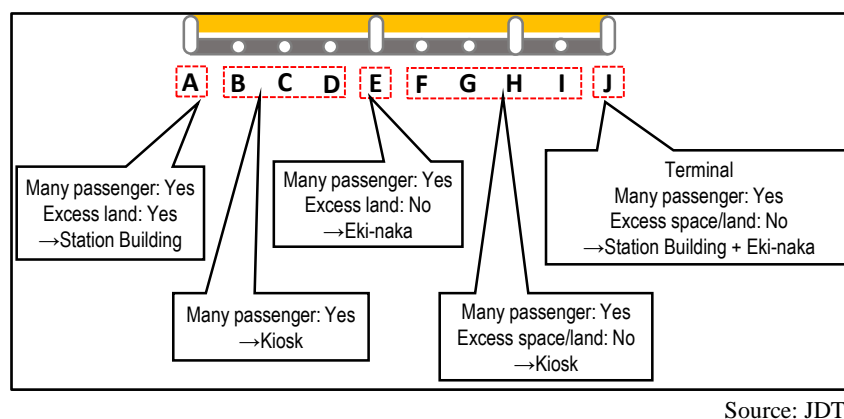 A B C D E F G H I J
Many passenger: Yes
Excess land: Yes
→Station Building
Many passenger: Yes
Excess land: No
→Eki-naka
Terminal
Many passenger: Yes
Excess space/land: No
→Station Building + Eki-naka
Many passenger: Yes
→Kiosk
Many passenger: Yes
Excess space/land: No
→Kiosk
Source: JDT